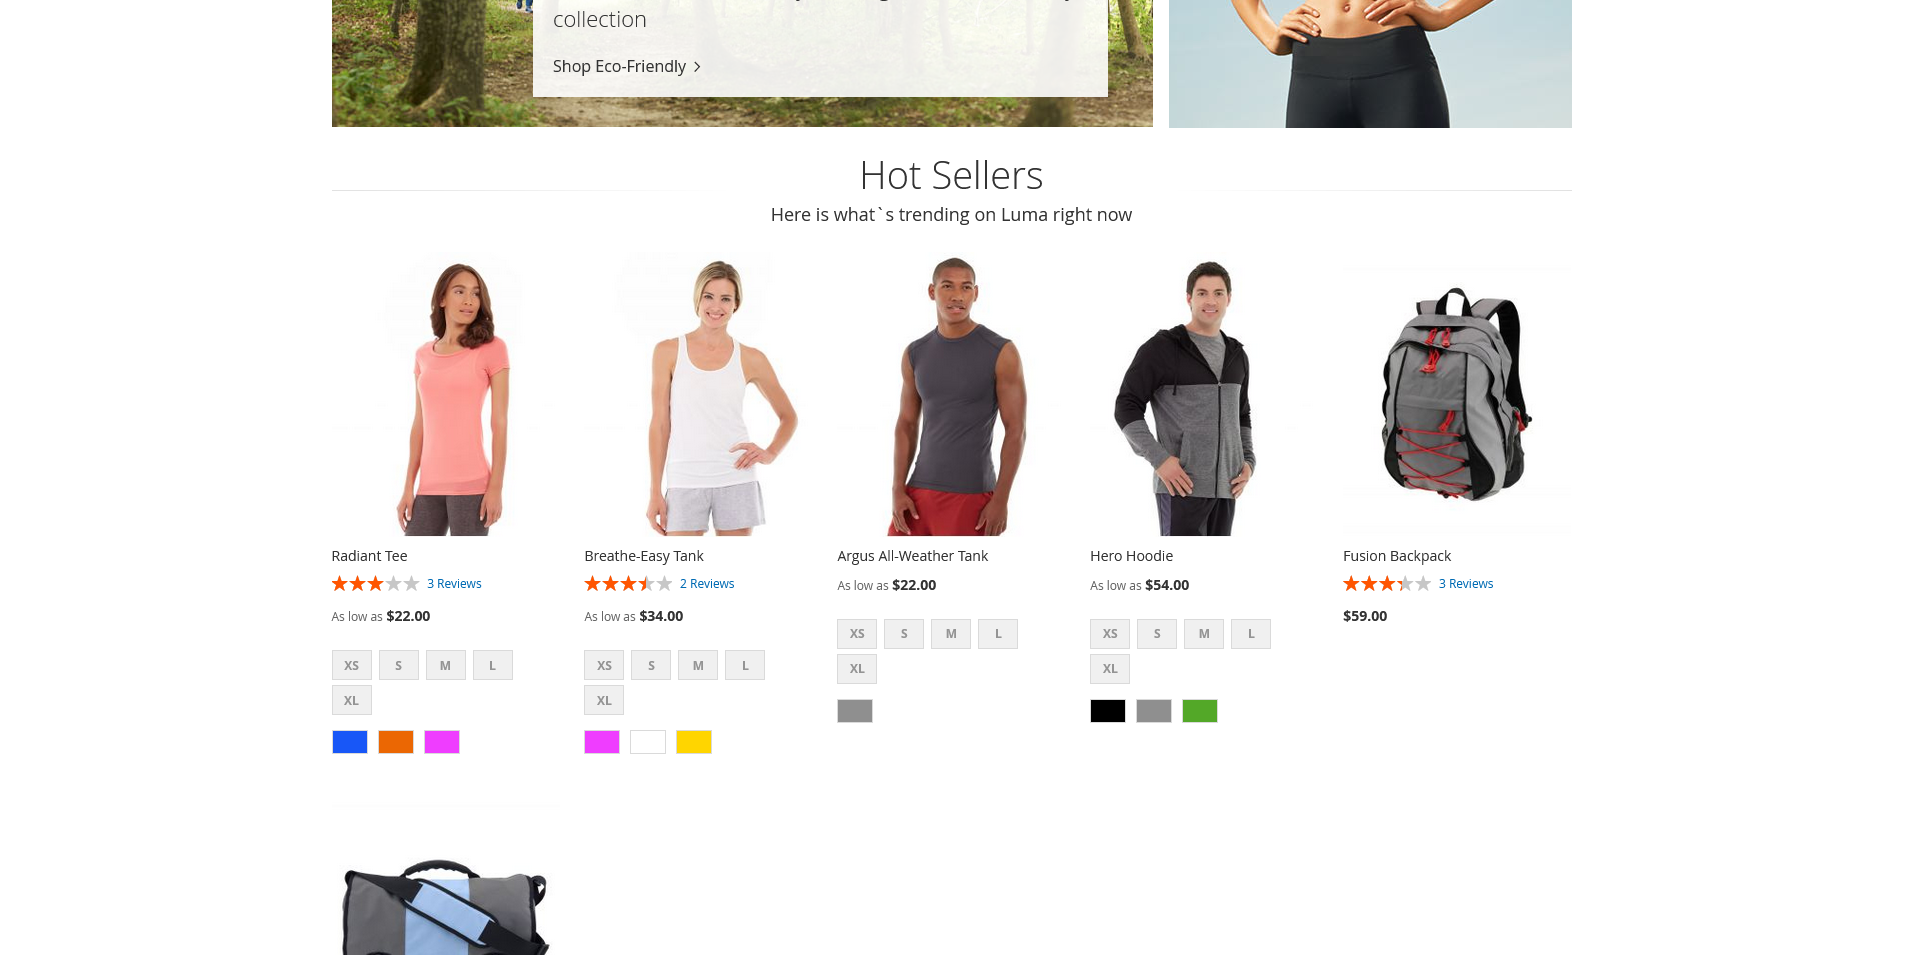 collection
Shop Eco-Friendly
Hot Sellers
Here is what`s trending on Luma right now
Radiant Tee
3 Reviews
As low as $22.00
XS S M L
XL
Breathe-Easy Tank
2 Reviews
As low as $34.00
XS S M L
XL
Argus All-Weather Tank
As low as $22.00
XS S M L
XL
Hero Hoodie
As low as $54.00
XS S M L
XL
Fusion Backpack
3 Reviews
$59.00